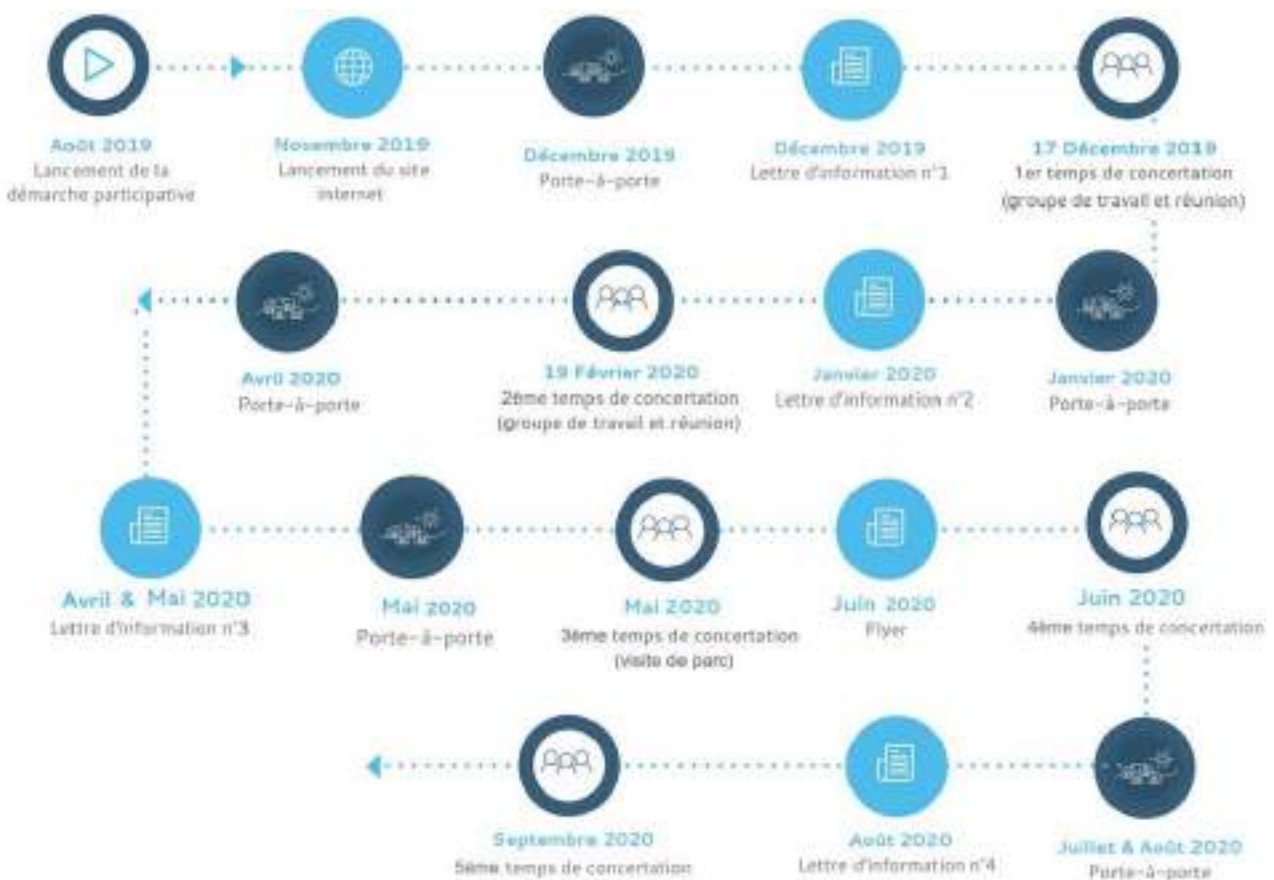 Août 2019
Lancement de la
démarche participative
Novembre 2019
Lancement du site
internet
Décembre 2019
Porte-à-porte
Décembre 2019
Lettre d'information n°1
17 Décembre 2019
1er temps de concertation
(groupe de travail et réunion)
Janvier 2020
Porte-à-porte
Janvier 2020
Lettre d'information n°2
19 Février 2020
2ème temps de concertation
(groupe de travail et réunion)
Avril 2020
Porte-à-porte
Avril & Mai 2020
Lettre d'information n°3
Mai 2020
Porte-à-porte
Mai 2020
3ème temps de concertation
(visite de parc)
Juin 2020
Flyer
Juin 2020
4ème temps de concertation
Juillet & Août 2020
Porte-à-porte
Août 2020
Lettre d'information n°4
Septembre 2020
5ème temps de concertation